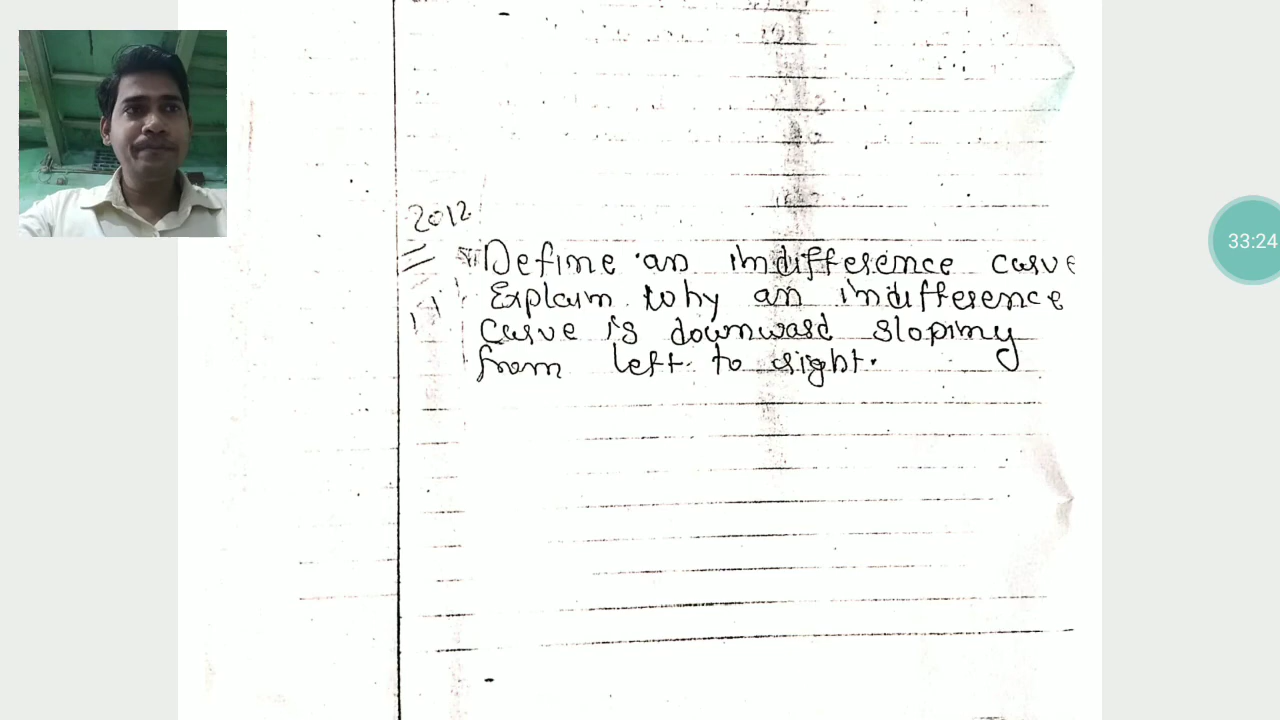 2012
Define an indifference curve
Explain why an indifference
Curve is downward sloping
from left to right.
33:24